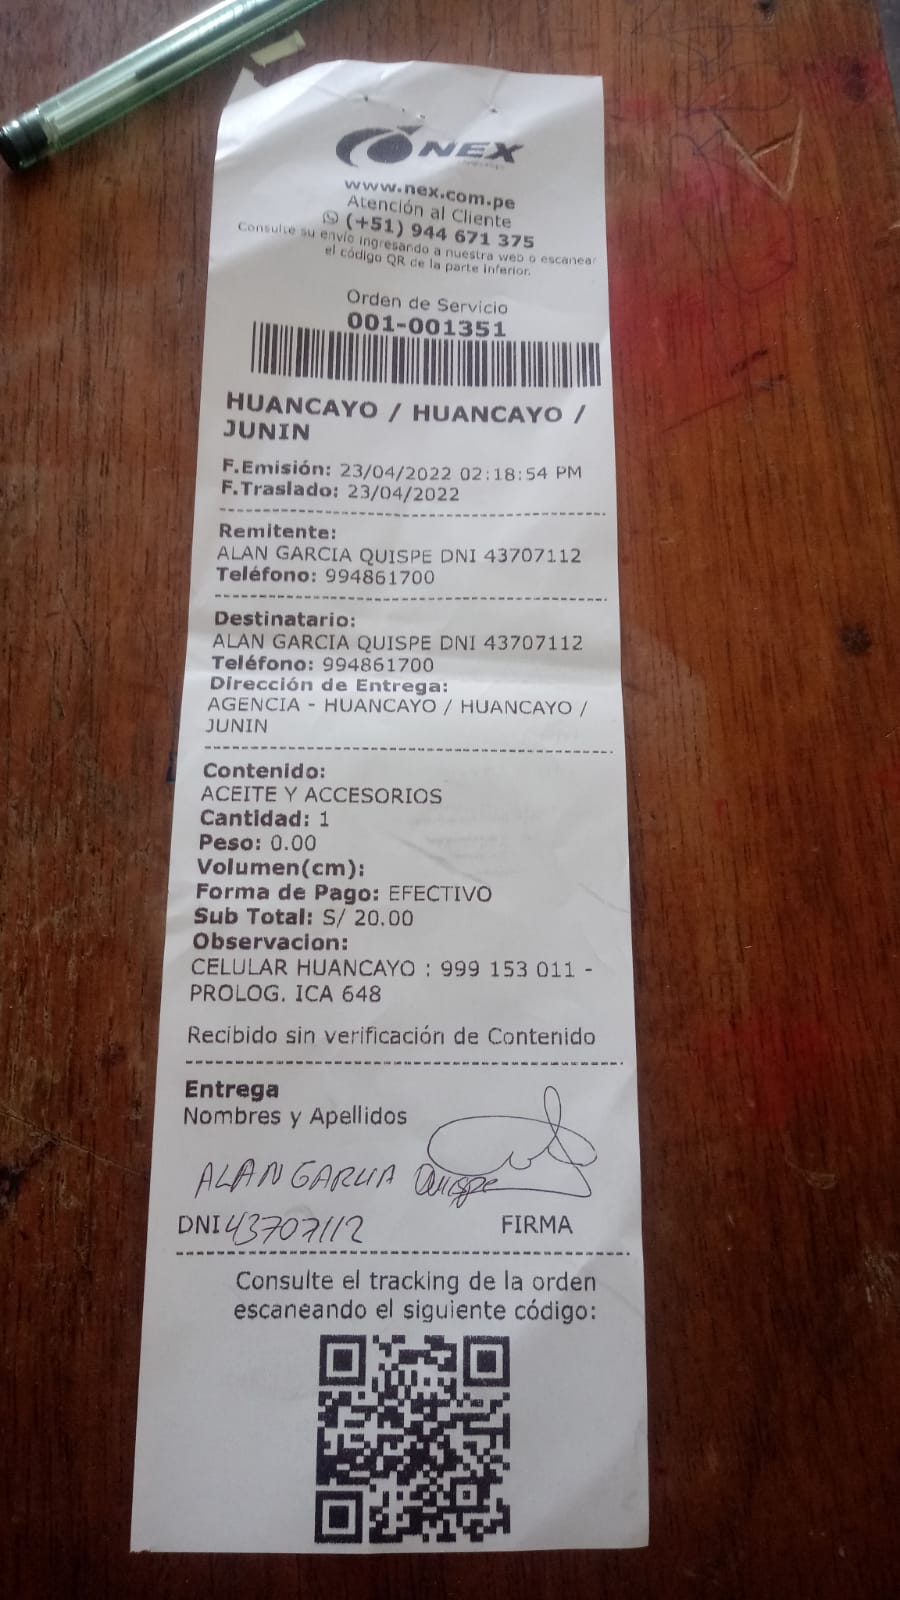 NEX
www.nex.com.pe
Atención al Cliente
(+51) 944 671 375
Consulte su envío ingresando a nuestra web o escanear
el código QR de la parte inferior.
Orden de Servicio
001-001351
HUANCAYO / HUANCAYO /
JUNIN
F.Emisión: 23/04/2022 02:18:54 PM
F.Traslado: 23/04/2022
Remitente:
ALAN GARCIA QUISPE DNI 43707112
Teléfono: 994861700
Destinatario:
ALAN GARCIA QUISPE DNI 43707112
Teléfono: 994861700
Dirección de Entrega:
AGENCIA - HUANCAYO / HUANCAYO /
JUNIN
Contenido:
ACEITE Y ACCESORIOS
Cantidad: 1
Peso: 0.00
Volumen(cm):
Forma de Pago: EFECTIVO
Sub Total: S/ 20.00
Observacion:
CELULAR HUANCAYO : 999 153 011 -
PROLOG. ICA 648
Recibido sin verificación de Contenido
Entrega
Nombres y Apellidos
ALAN GARCIA Quispe
DNI 43707112 FIRMA
Consulte el tracking de la orden
escaneando el siguiente código: